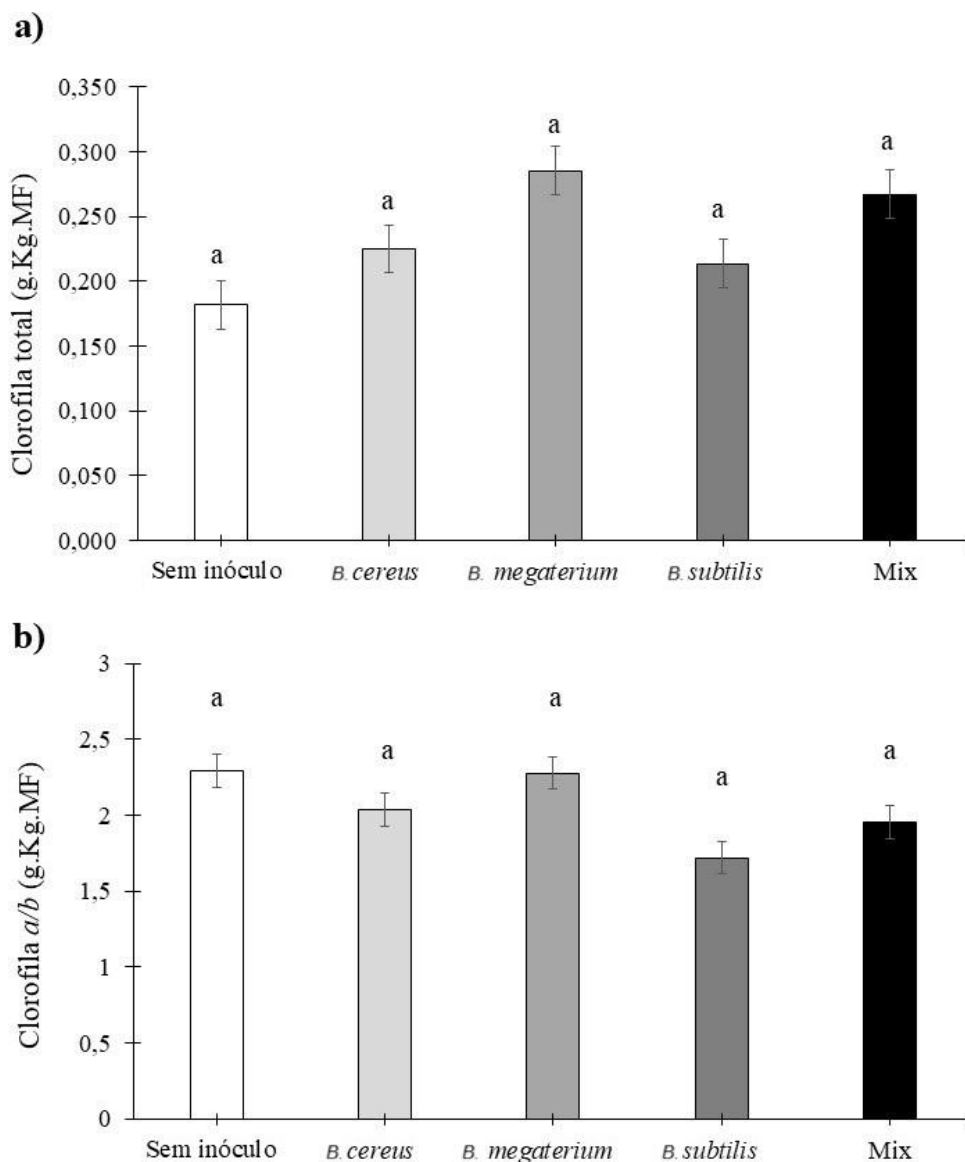 a)
Clorofila total (g.Kg.MF)
0,350
0,300
0,250
0,200
0,150
0,100
0,050
0,000
a
a
a
a
a
Sem inóculo B. cereus B. megaterium B. subtilis Mix
b)
Clorofila a/b (g.Kg.MF)
3
2,5
2
1,5
1
0,5
0
a
a
a
a
a
Sem inóculo B. cereus B. megaterium B. subtilis Mix